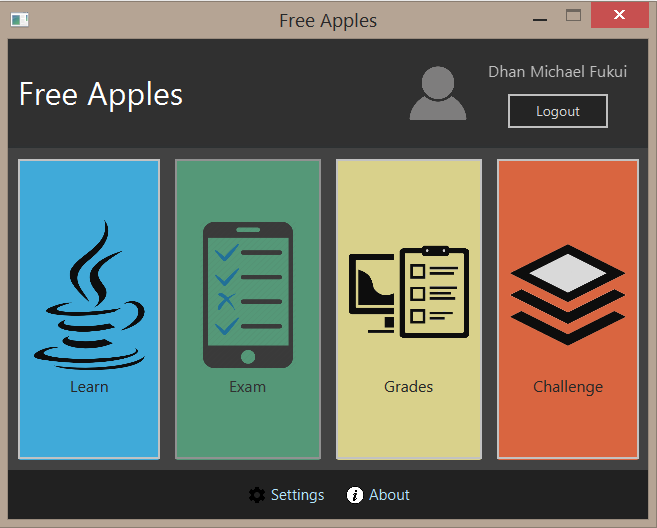 Free Apples
Free Apples
Dhan Michael Fukui
Logout
Learn
Exam
Grades
Challenge
Settings
About